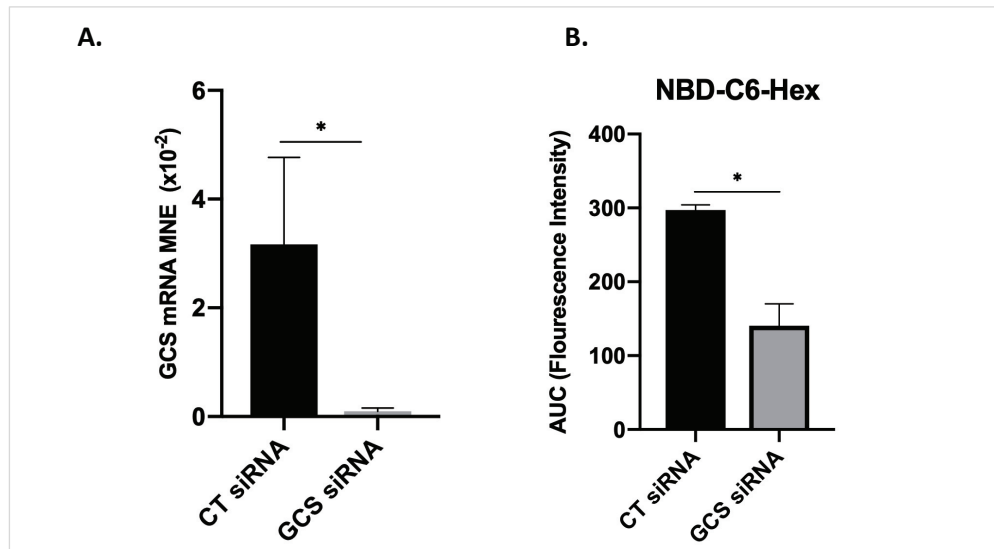 A.
B.
NBD-C6-Hex
GCS mRNA MNE (x10-2)
6
4
2
0
*
CT siRNA
GCS siRNA
AUC (Flourescence Intensity)
400
300
200
100
0
*
CT siRNA
GCS siRNA